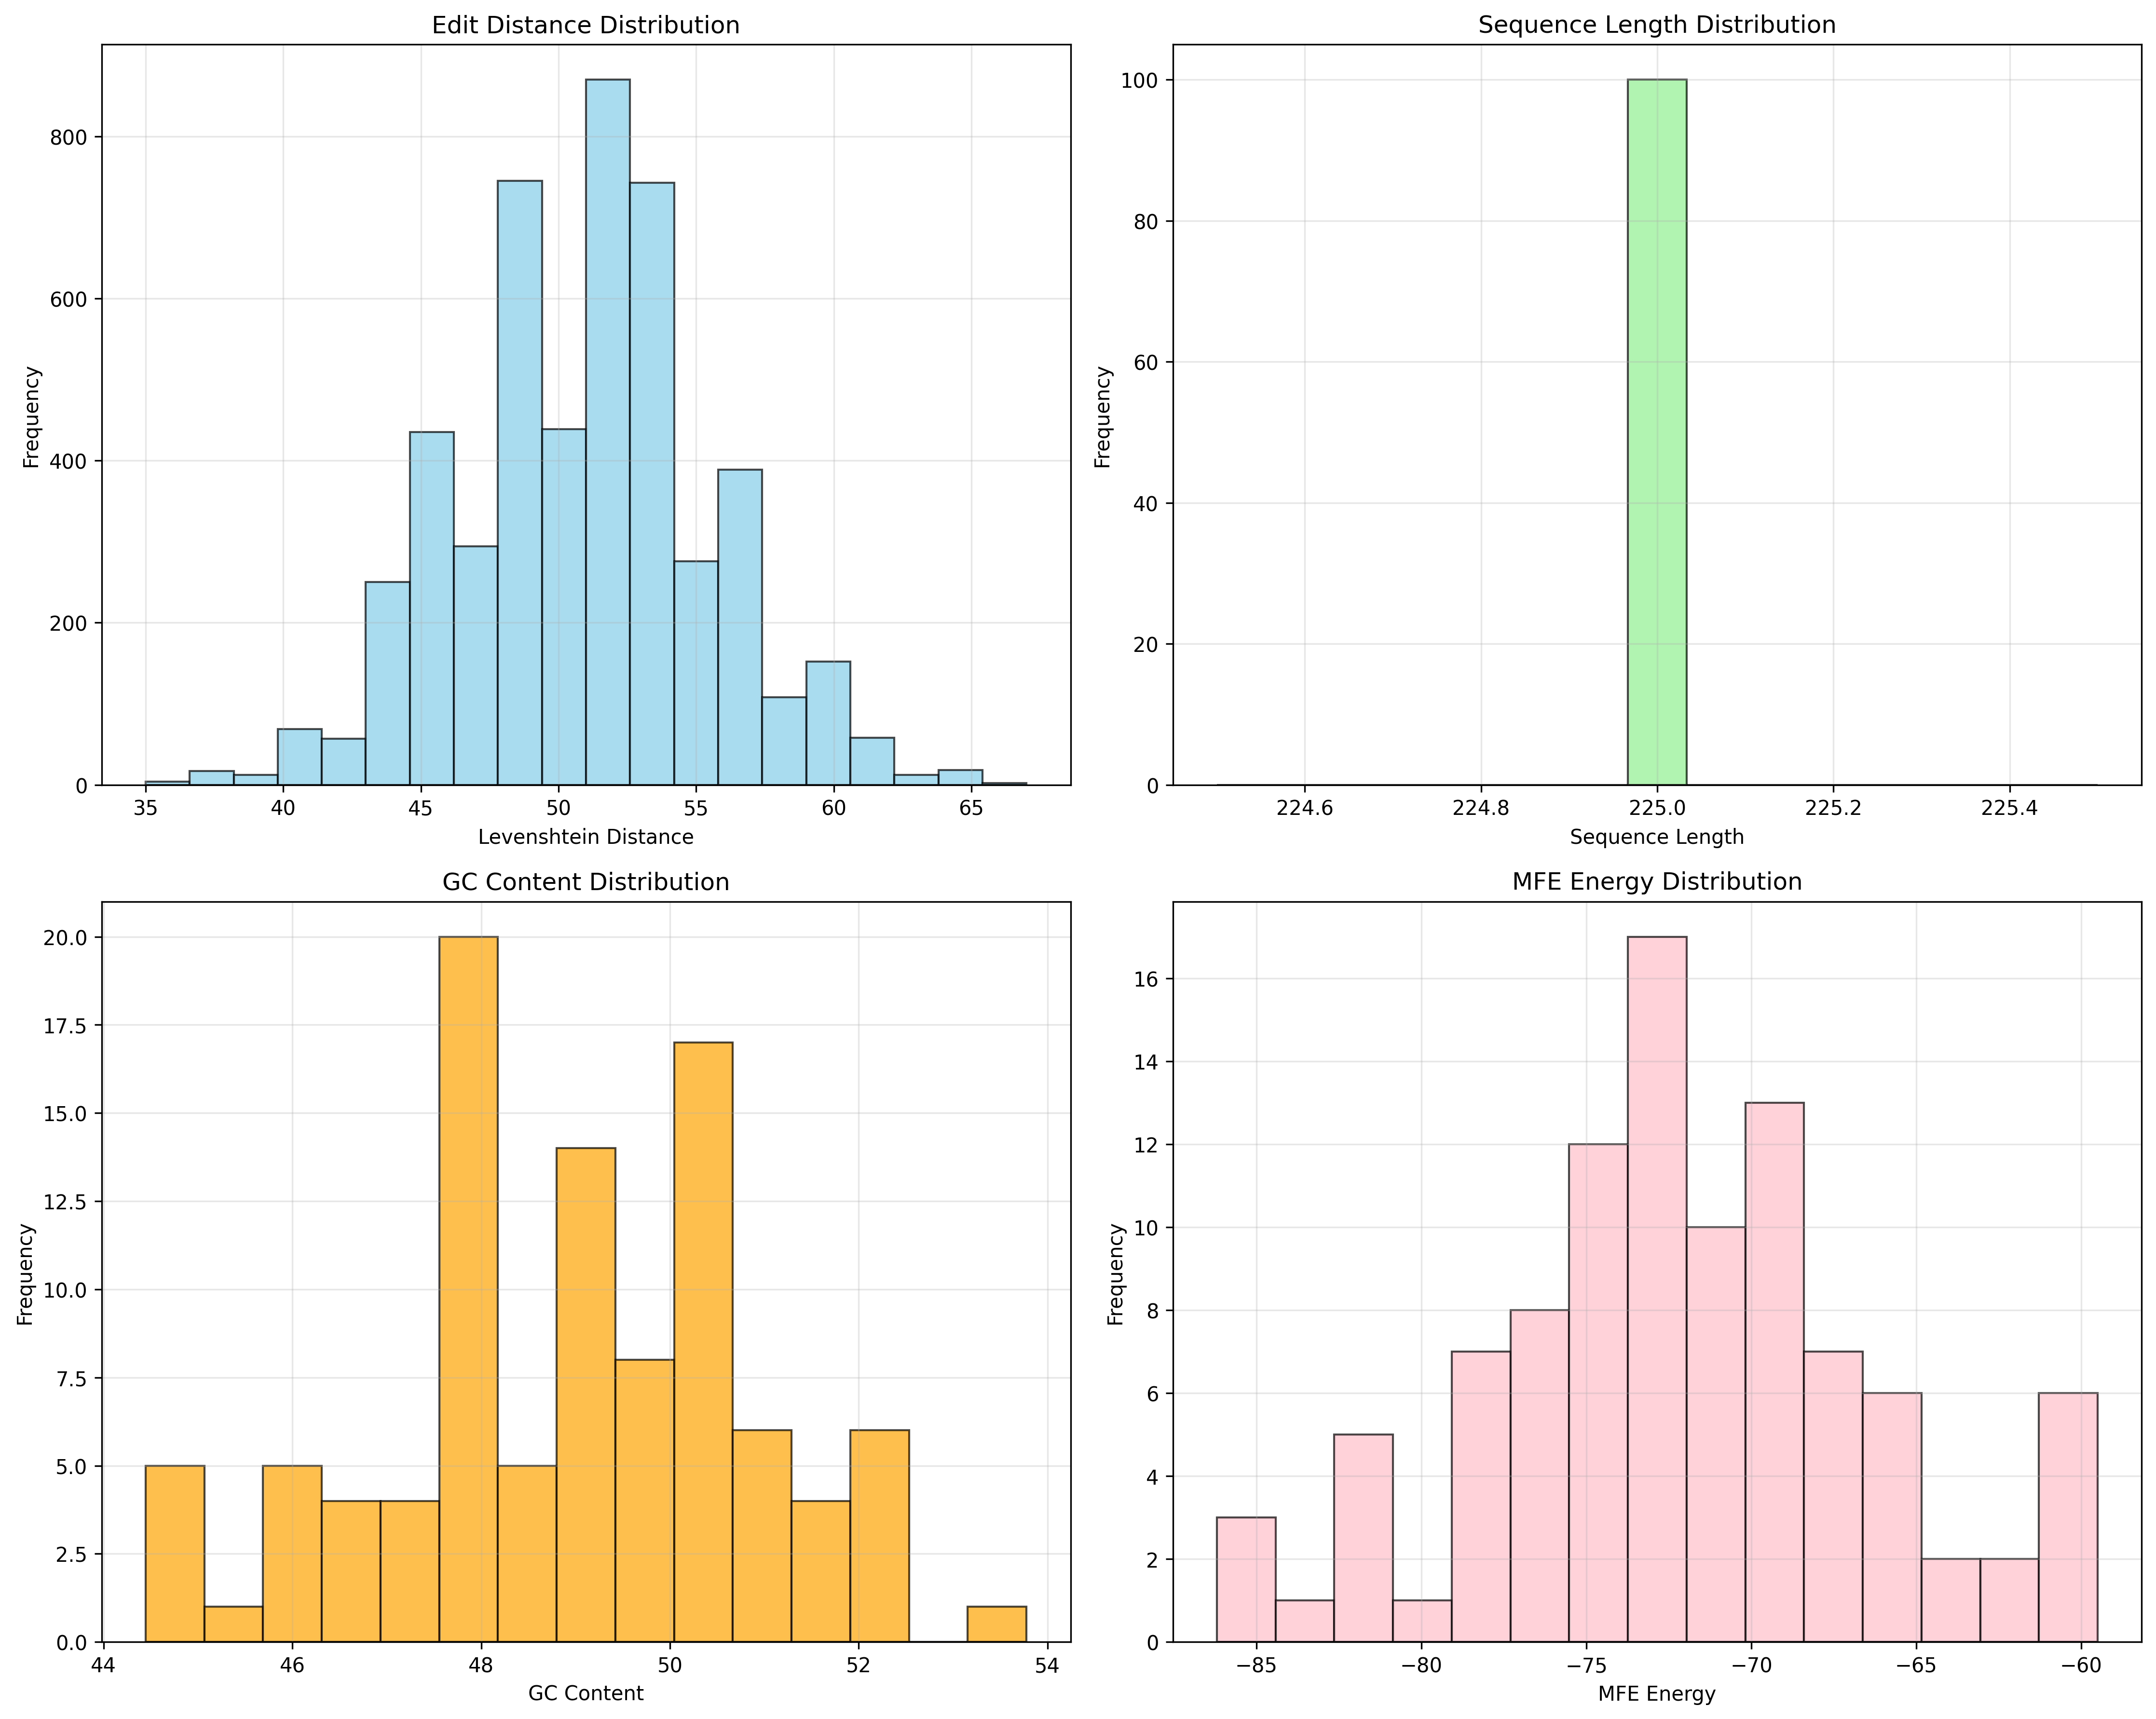 Edit Distance Distribution
Frequency
0
200
400
600
800
35 40 45 50 55 60 65
Levenshtein Distance
Sequence Length Distribution
Frequency
0
20
40
60
80
100
224.6 224.8 225.0 225.2 225.4
Sequence Length
GC Content Distribution
Frequency
0.0
2.5
5.0
7.5
10.0
12.5
15.0
17.5
20.0
44 46 48 50 52 54
GC Content
MFE Energy Distribution
Frequency
0
2
4
6
8
10
12
14
16
−85 −80 −75 −70 −65 −60
MFE Energy